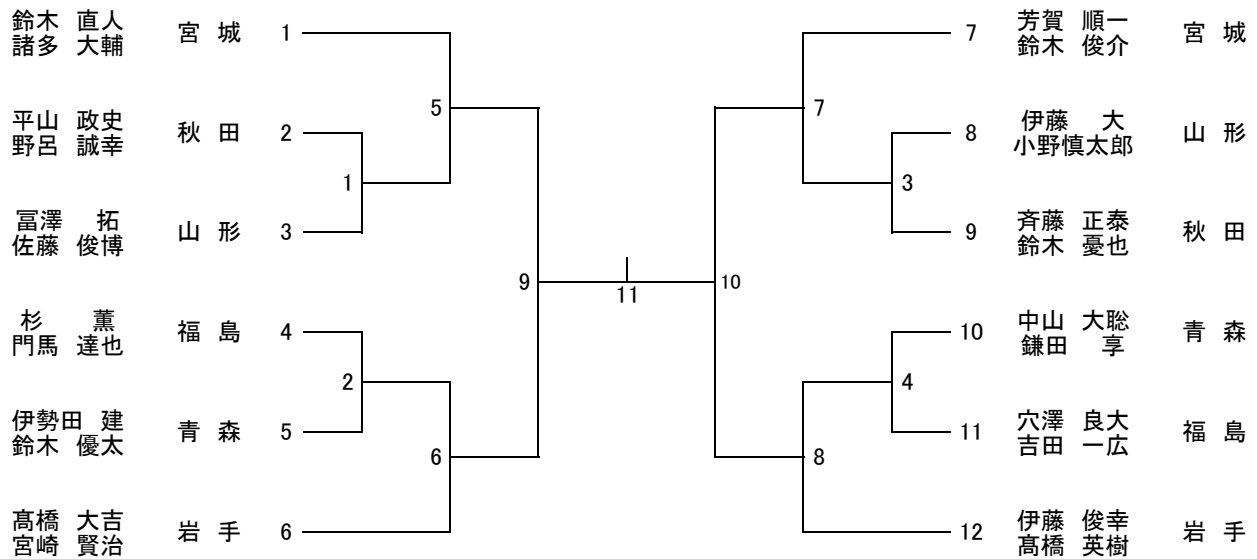 鈴木 直人
諸多 大輔
宮 城 1
平山 政史
野呂 誠幸
秋 田 2
冨澤 拓
佐藤 俊博
山 形 3
杉 薫
門馬 達也
福 島 4
伊勢田 建
鈴木 優太
青 森 5
髙橋 大吉
宮崎 賢治
岩 手 6
5
1
2
6
9
11
10
7
3
4
8
7
芳賀 順一
鈴木 俊介
宮 城
8
伊藤 大
小野慎太郎
山 形
9
斉藤 正泰
鈴木 憂也
秋 田
10
中山 大聡
鎌田 享
青 森
11
穴澤 良大
吉田 一広
福 島
12
伊藤 俊幸
髙橋 英樹
岩 手